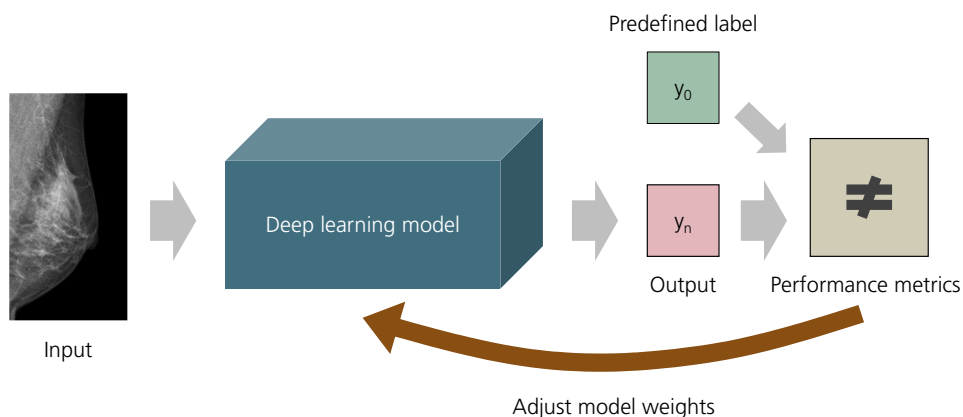 Predefined label
y₀
Deep learning model
yₙ
≠
Input
Output
Performance metrics
Adjust model weights